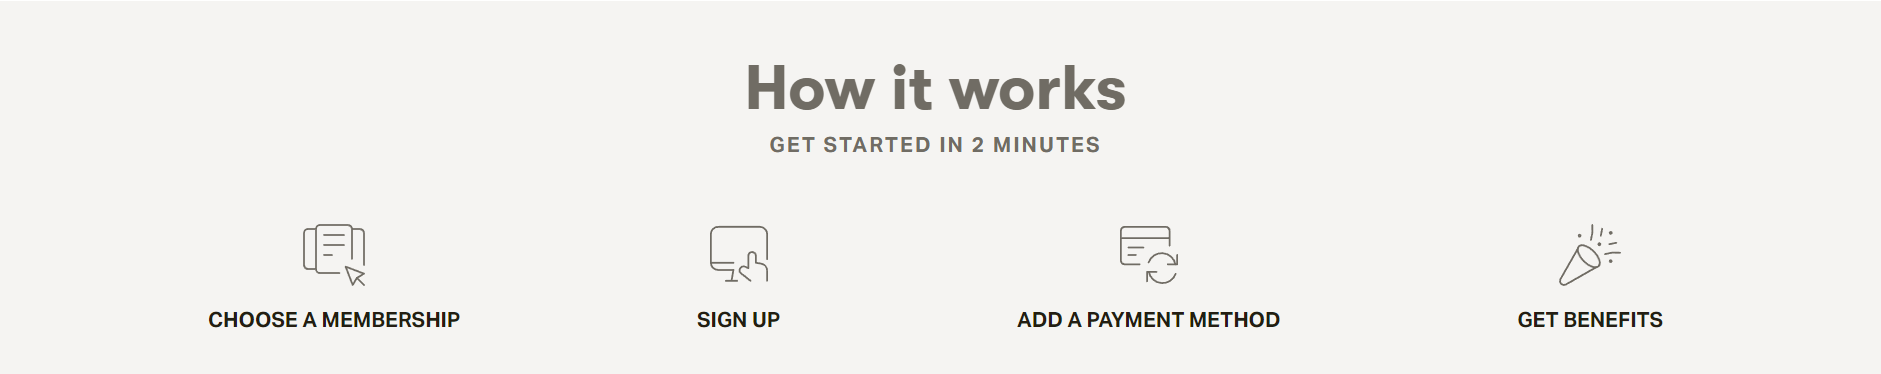 How it works
GET STARTED IN 2 MINUTES
CHOOSE A MEMBERSHIP
SIGN UP
ADD A PAYMENT METHOD
GET BENEFITS